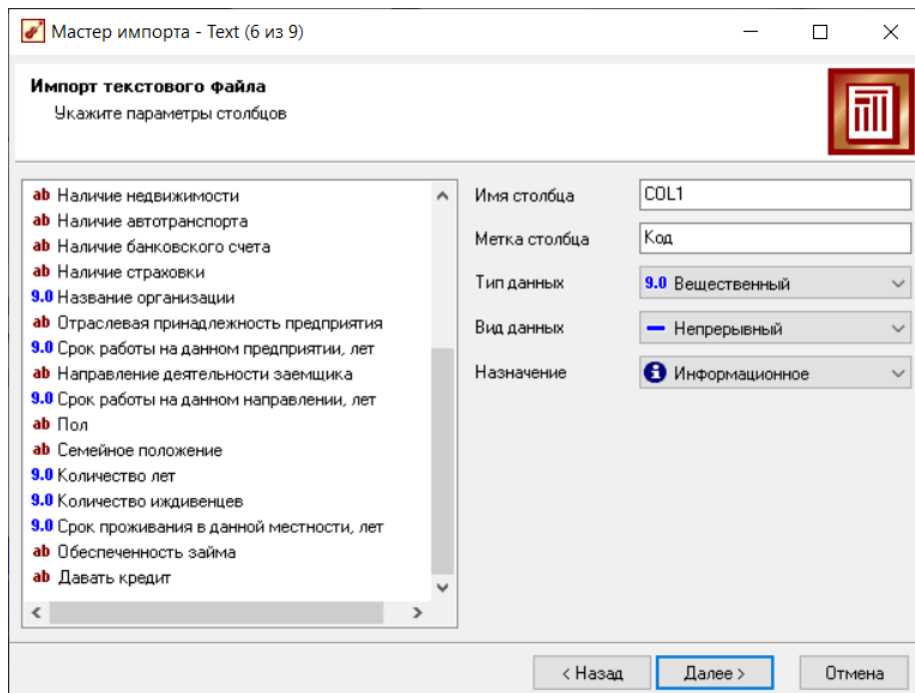 Мастер импорта - Text (6 из 9)
Импорт текстового файла
Укажите параметры столбцов
ab Наличие недвижимости
ab Наличие автотранспорта
ab Наличие банковского счета
ab Наличие страховки
9.0 Название организации
ab Отраслевая принадлежность предприятия
9.0 Срок работы на данном предприятии, лет
ab Направление деятельности заемщика
9.0 Срок работы на данном направлении, лет
ab Пол
ab Семейное положение
9.0 Количество лет
9.0 Количество иждивенцев
9.0 Срок проживания в данной местности, лет
ab Обеспеченность займа
ab Давать кредит
Имя столбца COL1
Метка столбца Код
Тип данных 9.0 Вещественный
Вид данных Непрерывный
Назначение Информационное
< Назад Далее > Отмена